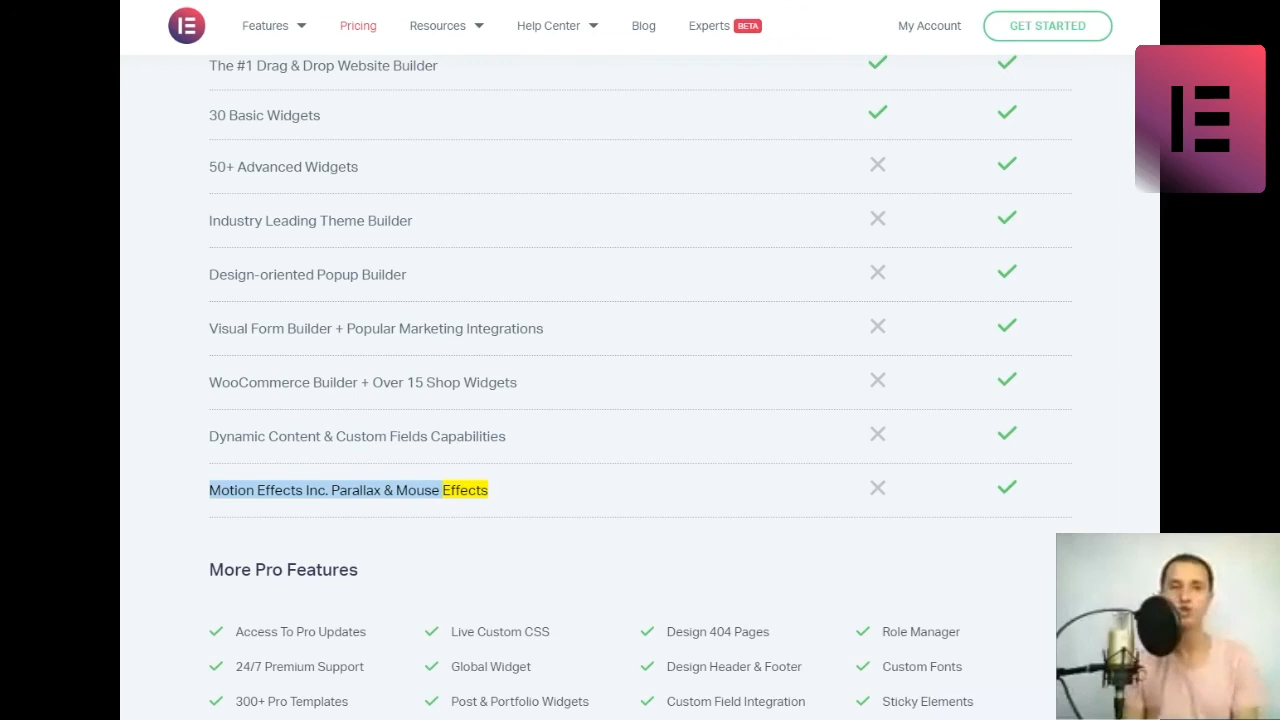 Features Pricing Resources Help Center Blog Experts BETA My Account GET STARTED
The #1 Drag & Drop Website Builder
30 Basic Widgets
50+ Advanced Widgets
Industry Leading Theme Builder
Design-oriented Popup Builder
Visual Form Builder + Popular Marketing Integrations
WooCommerce Builder + Over 15 Shop Widgets
Dynamic Content & Custom Fields Capabilities
Motion Effects Inc. Parallax & Mouse Effects
More Pro Features
Access To Pro Updates Live Custom CSS Design 404 Pages Role Manager
24/7 Premium Support Global Widget Design Header & Footer Custom Fonts
300+ Pro Templates Post & Portfolio Widgets Custom Field Integration Sticky Elements